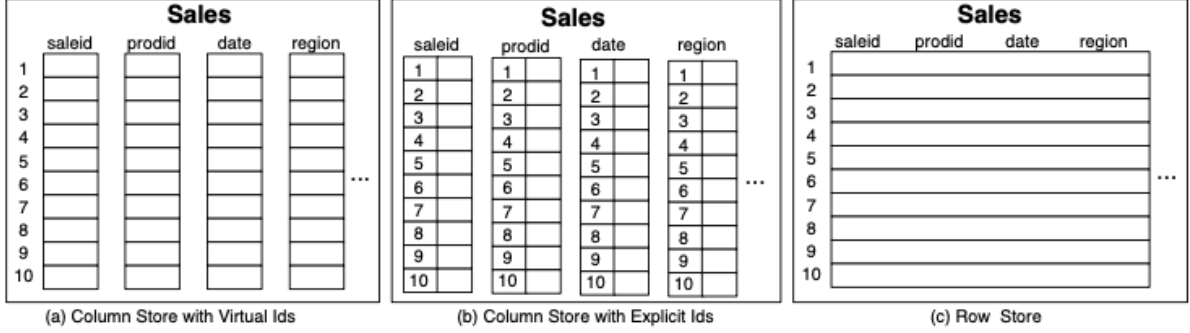 Sales
saleid prodid date region
1
2
3
4
5
6
7
8
9
10
...
(a) Column Store with Virtual Ids
Sales
saleid prodid date region
1 1 1 1
2 2 2 2
3 3 3 3
4 4 4 4
5 5 5 5
6 6 6 6
7 7 7 7
8 8 8 8
9 9 9 9
10 10 10 10
...
(b) Column Store with Explicit Ids
Sales
saleid prodid date region
1
2
3
4
5
6
7
8
9
10
...
(c) Row Store